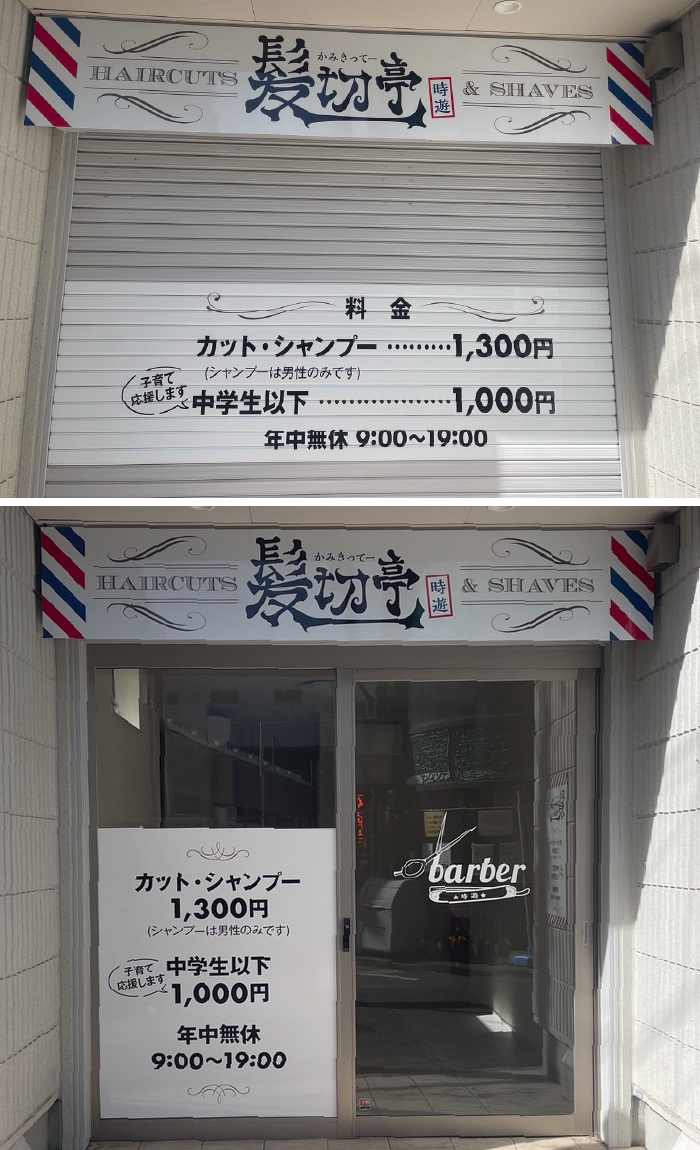 HAIRCUTS
かみきってー
髪切亭
時遊
& SHAVES
料 金
カット・シャンプー ………1,300円
(シャンプーは男性のみです)
子育て
応援します
中学生以下 ………………1,000円
年中無休 9:00〜19:00
HAIRCUTS
かみきってー
髪切亭
時遊
& SHAVES
カット・シャンプー
1,300円
(シャンプーは男性のみです)
子育て
応援します
中学生以下
1,000円
年中無休
9:00〜19:00
barber
★時遊★